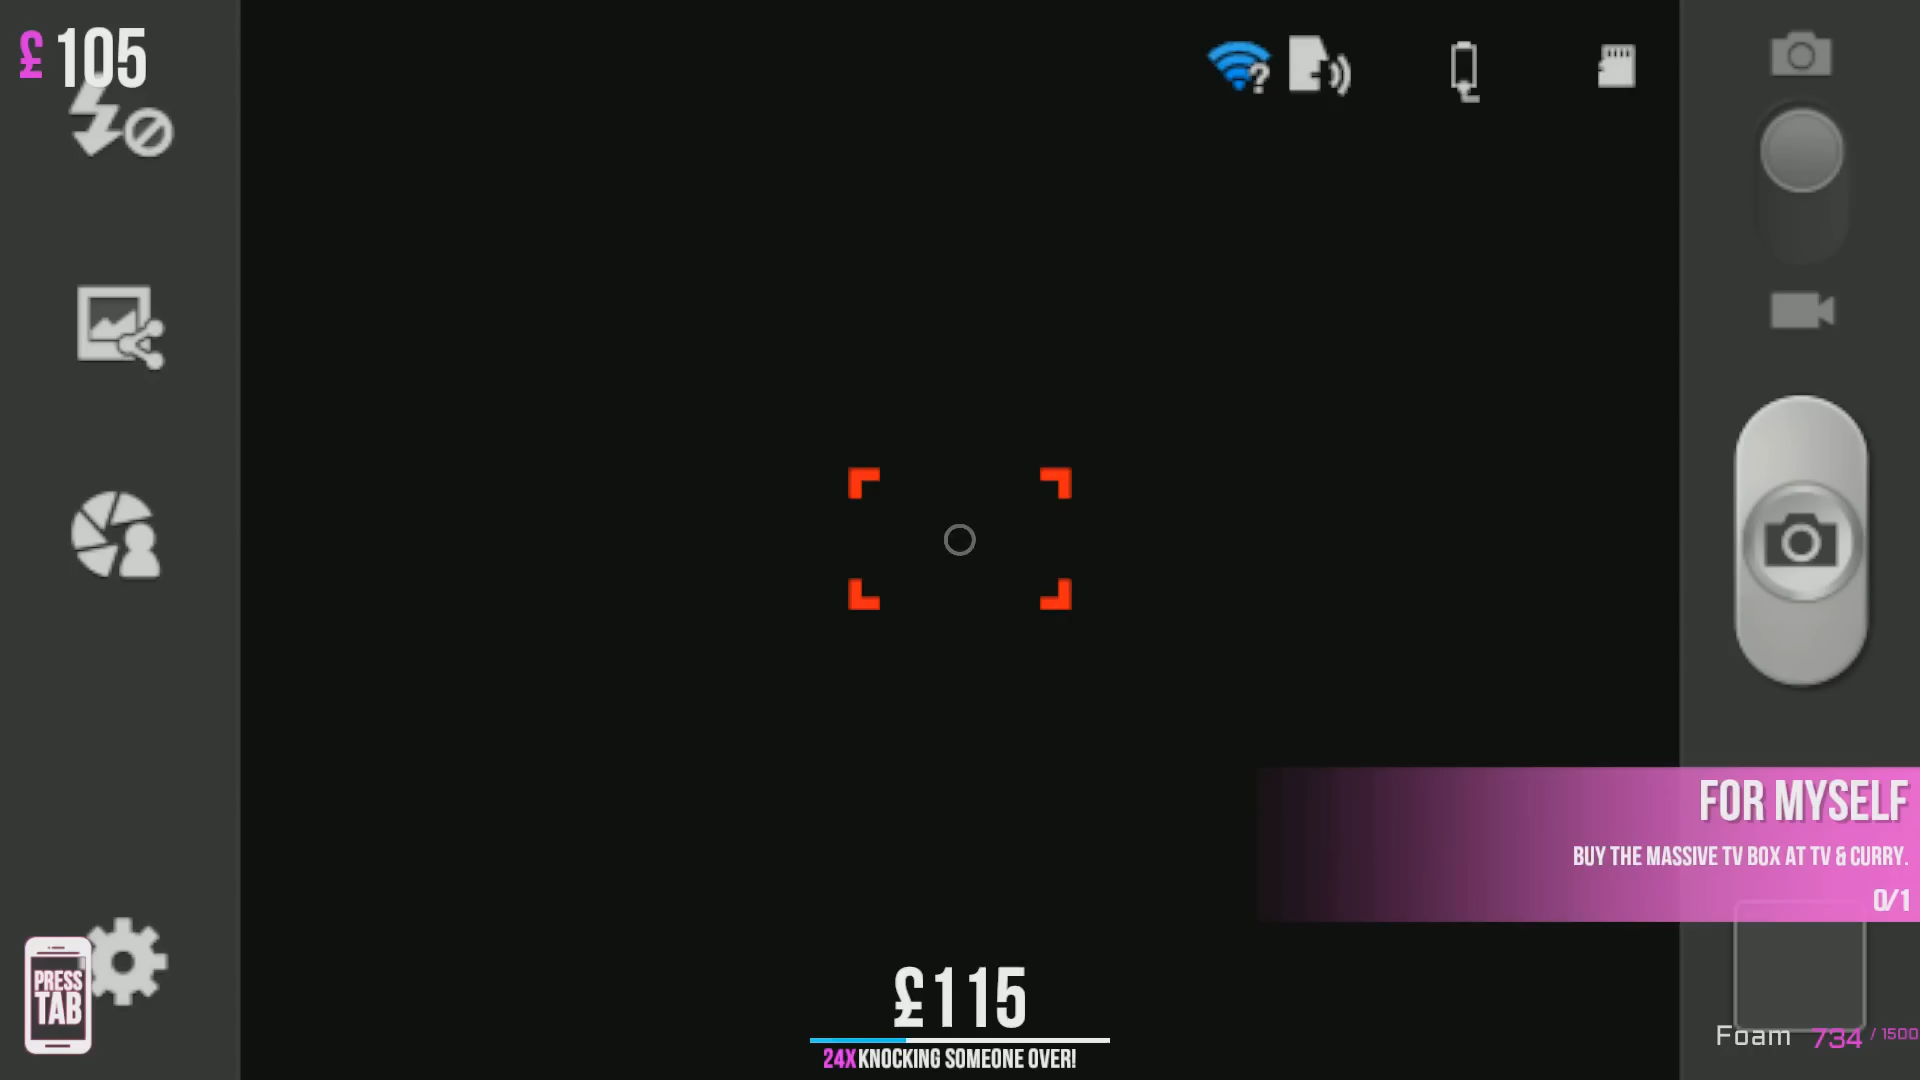 £ 105
FOR MYSELF
BUY THE MASSIVE TV BOX AT TV & CURRY.
0/1
PRESS
TAB
£115
24X KNOCKING SOMEONE OVER!
Foam 734 / 1500